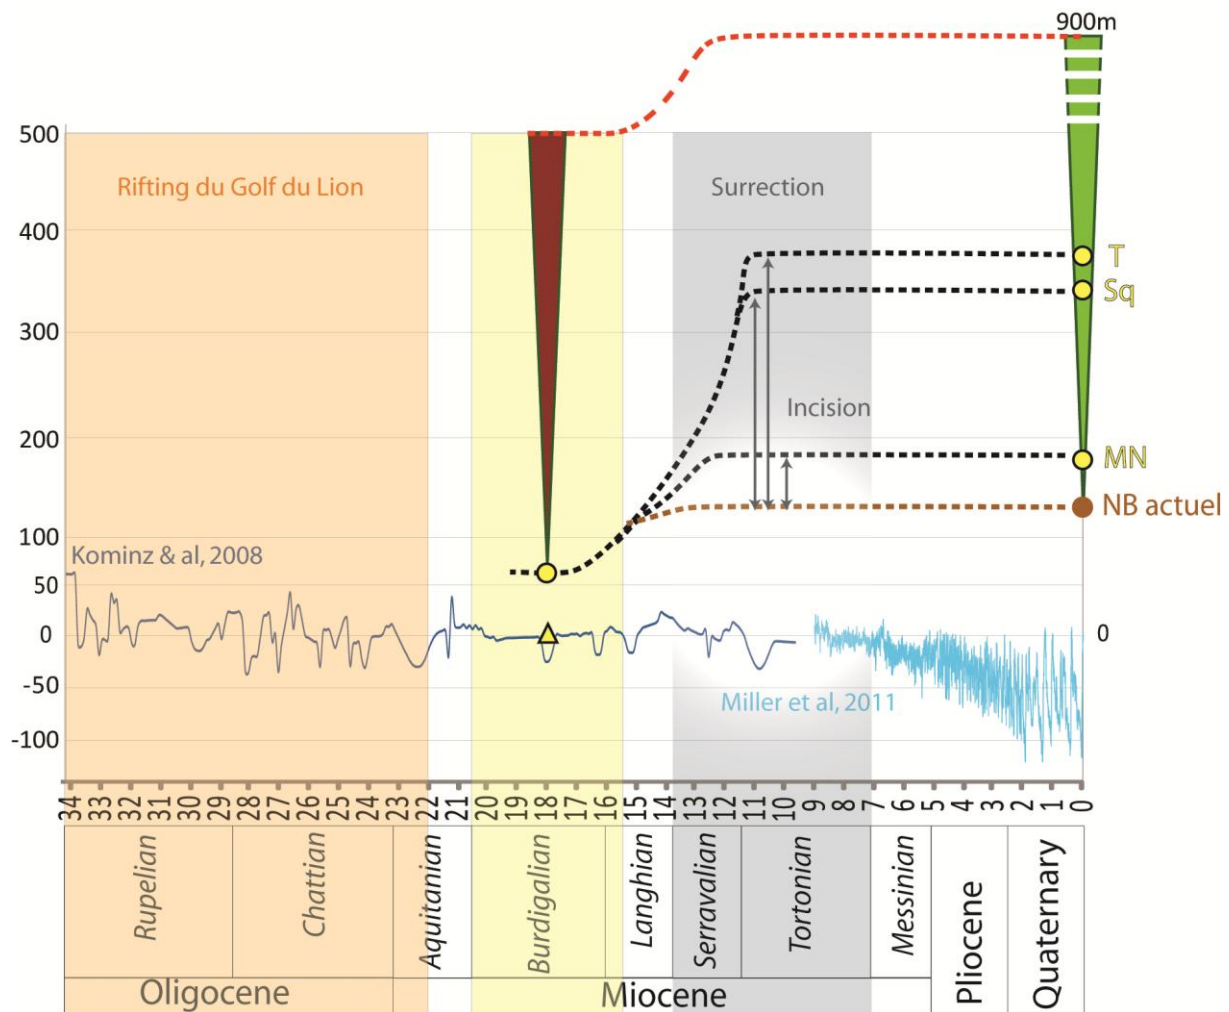 900m
500
Rifting du Golf du Lion
Surrection
400
T
Sq
300
Incision
200
MN
NB actuel
100
Kominz & al, 2008
50
0
0
-50
Miller et al, 2011
-100
34 33 32 31 30 29 28 27 26 25 24 23 22 21 20 19 18 17 16 15 14 13 12 11 10 9 8 7 6 5 4 3 2 1 0
Rupelian
Chattian
Aquitanian
Burdigalian
Langhian
Serravalian
Tortonian
Messinian
Pliocene
Quaternary
Oligocene
Miocene